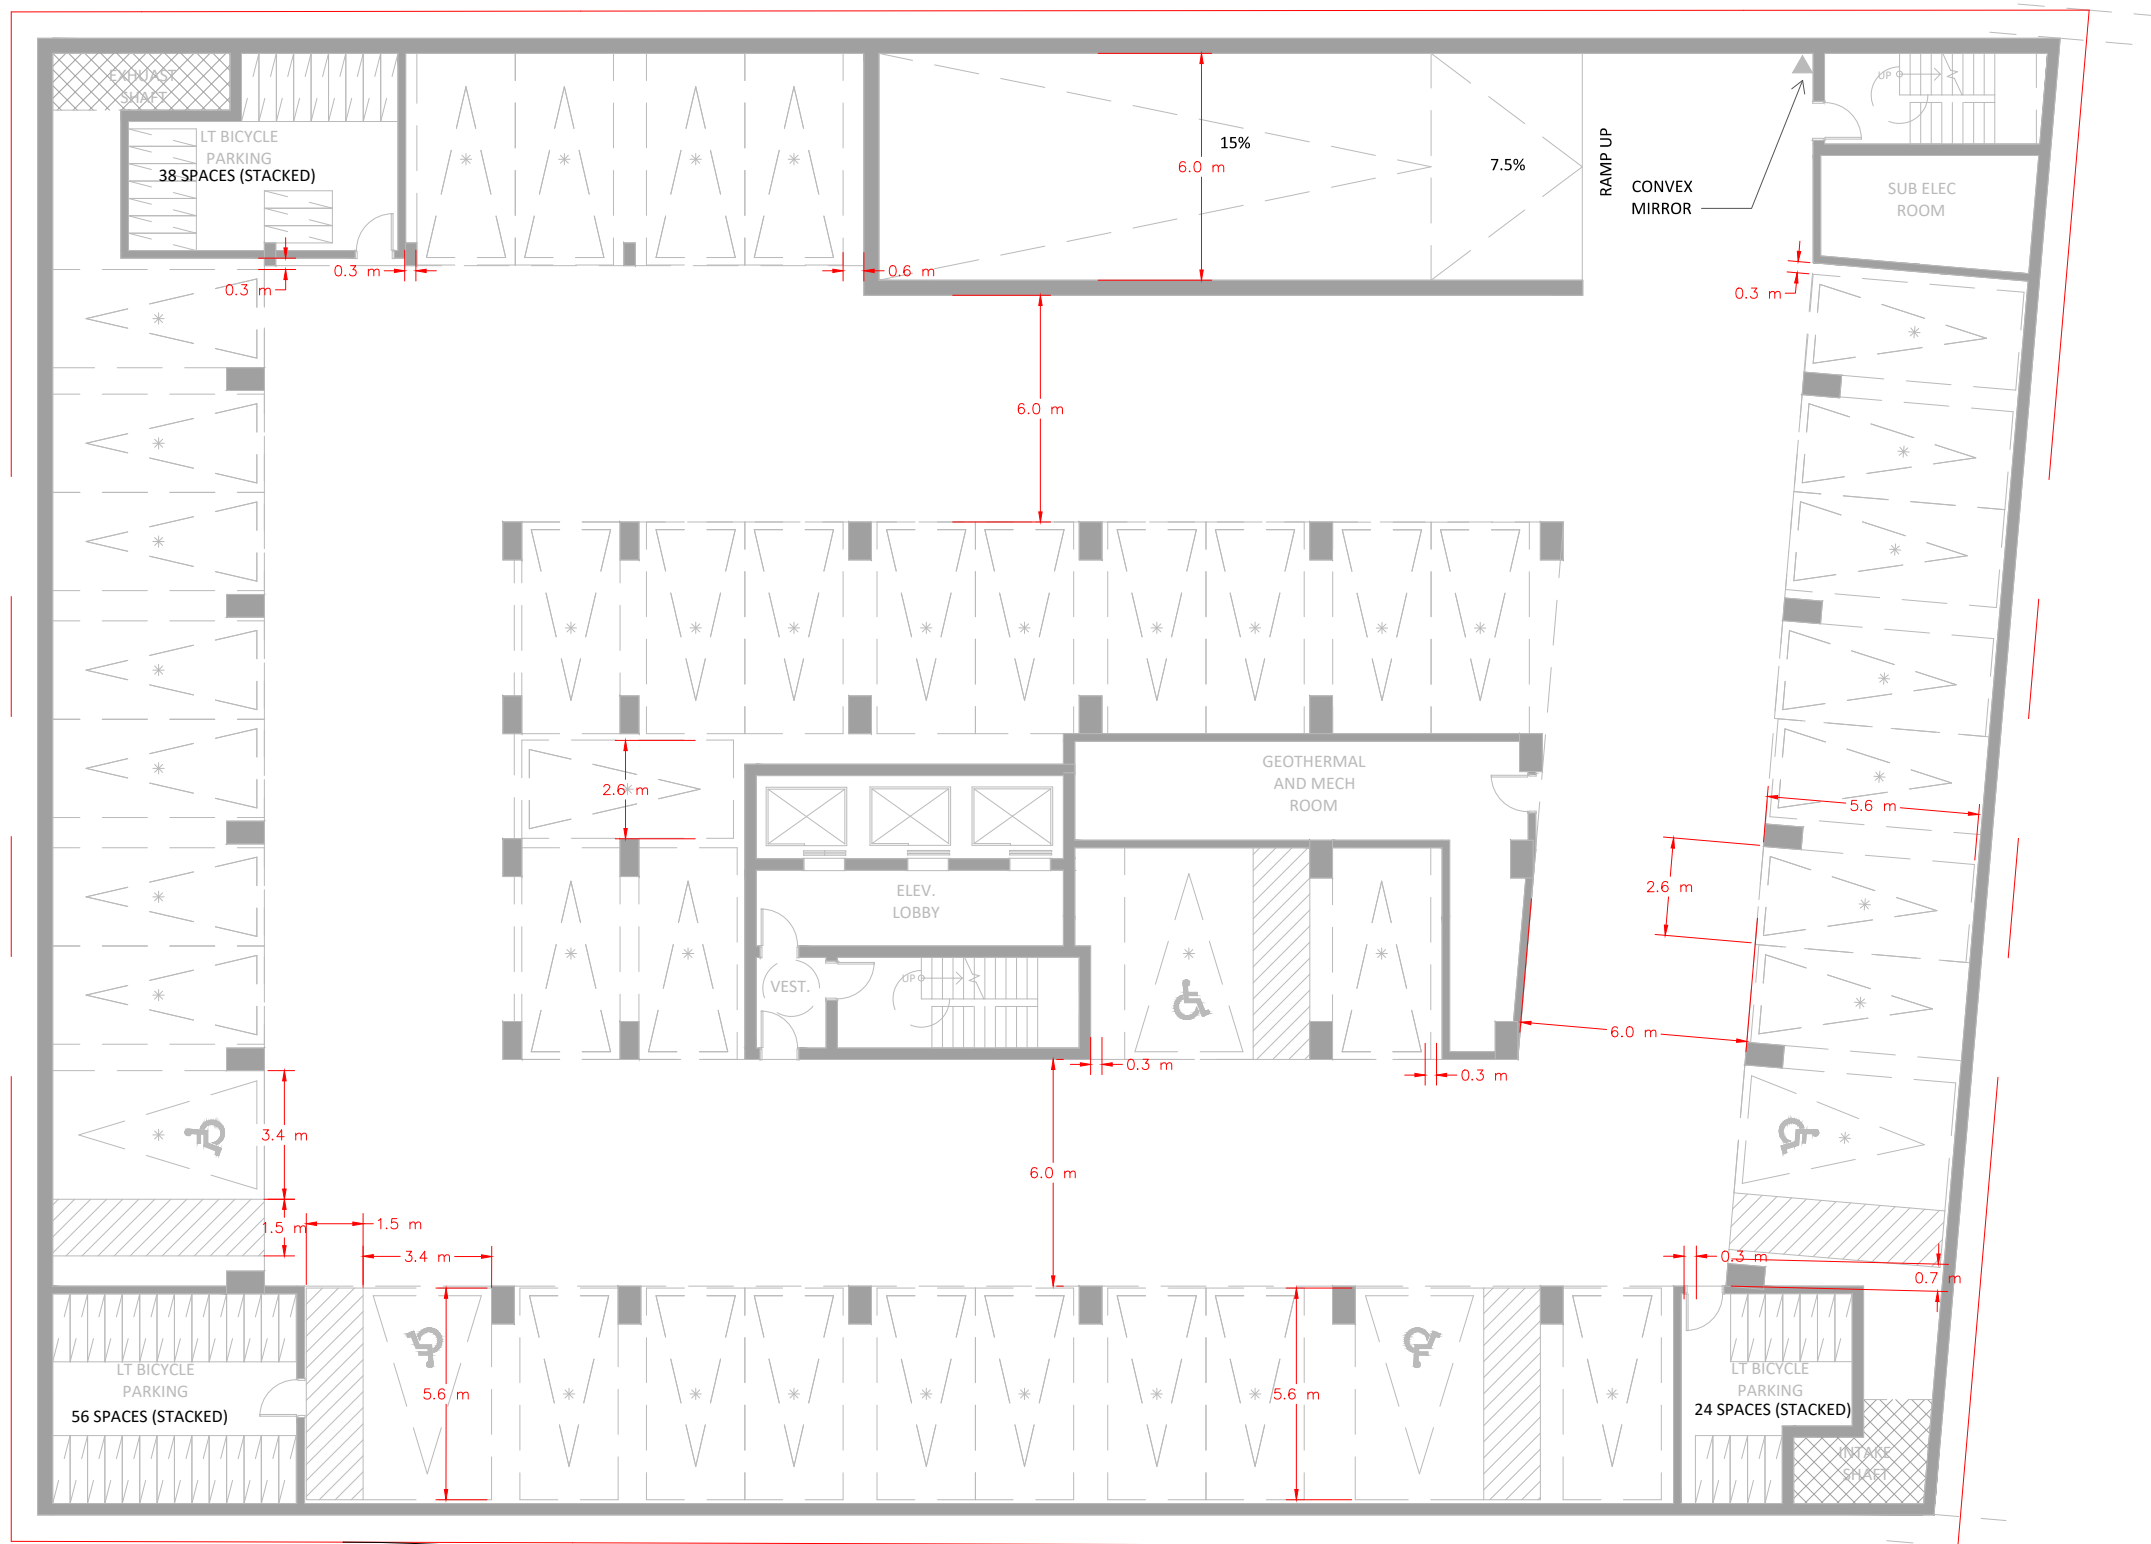 EXHUAST
SHAFT
LT BICYCLE
PARKING
38 SPACES (STACKED)
0.3 m
0.3 m
0.6 m
6.0 m
15%
7.5%
RAMP UP
CONVEX
MIRROR
UP
SUB ELEC
ROOM
0.3 m
6.0 m
2.6 m
GEOTHERMAL
AND MECH
ROOM
5.6 m
2.6 m
ELEV.
LOBBY
VEST.
UP
6.0 m
0.3 m
0.3 m
3.4 m
1.5 m
1.5 m
3.4 m
6.0 m
0.3 m
0.7 m
LT BICYCLE
PARKING
56 SPACES (STACKED)
5.6 m
5.6 m
LT BICYCLE
PARKING
24 SPACES (STACKED)
INTAKE
SHAFT